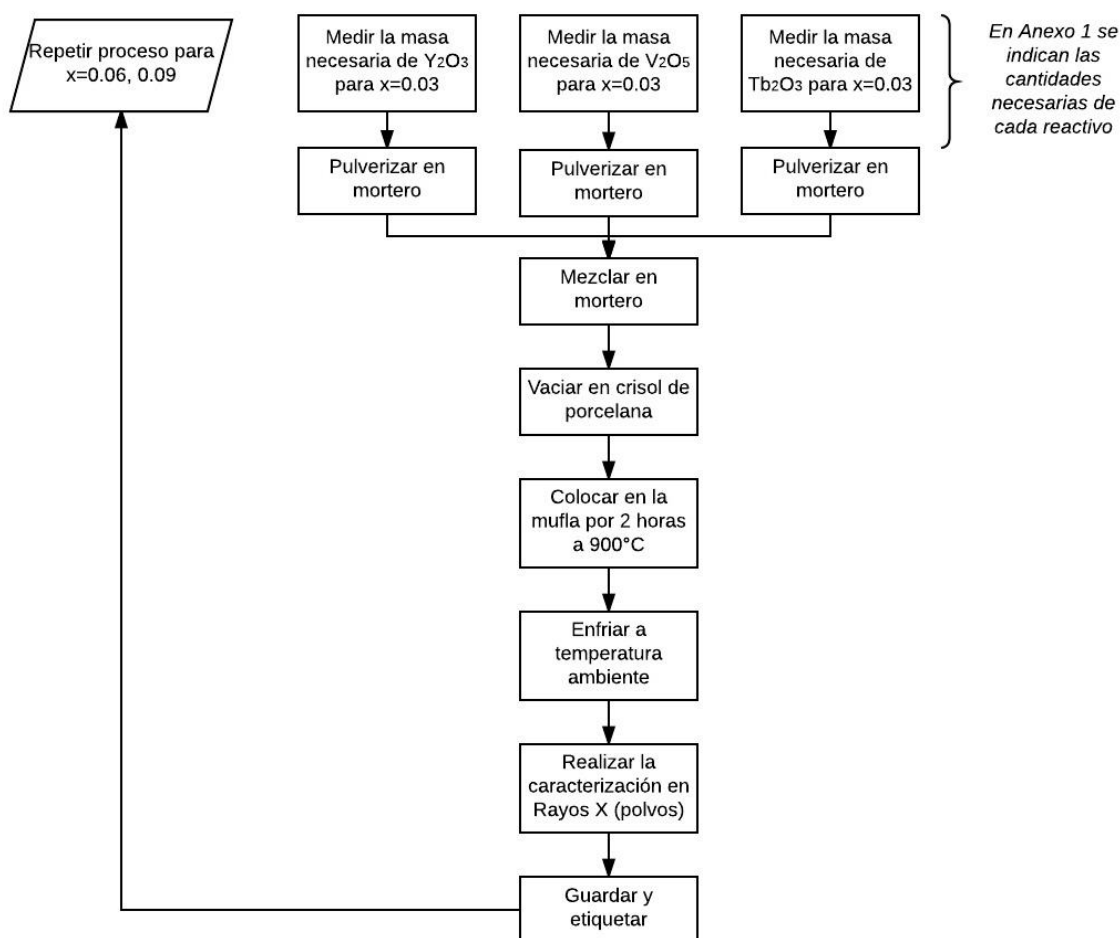 Repetir proceso para
x=0.06, 0.09
Medir la masa
necesaria de Y₂O₃
para x=0.03
Medir la masa
necesaria de V₂O₅
para x=0.03
Medir la masa
necesaria de
Tb₂O₃ para x=0.03
En Anexo 1 se
indican las
cantidades
necesarias de
cada reactivo
Pulverizar en
mortero
Pulverizar en
mortero
Pulverizar en
mortero
Mezclar en
mortero
Vaciar en crisol de
porcelana
Colocar en la
mufla por 2 horas
a 900°C
Enfriar a
temperatura
ambiente
Realizar la
caracterización en
Rayos X (polvos)
Guardar y
etiquetar